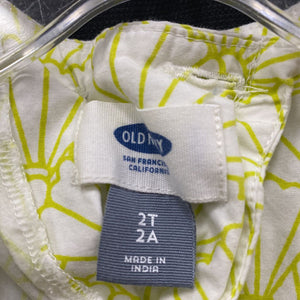 OLD NAVY
SAN FRANCISCO
CALIFORNIA
2T
2A
MADE IN
INDIA